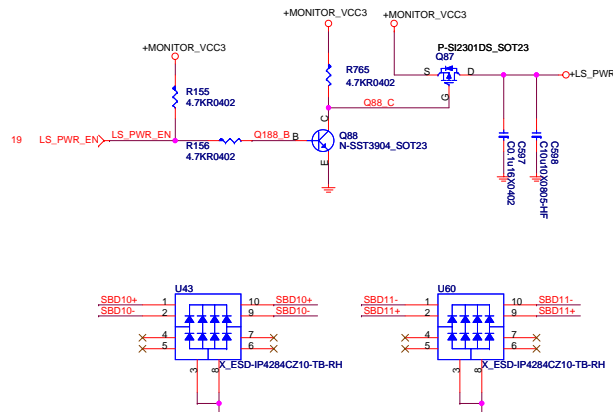 +MONITOR_VCC3
+MONITOR_VCC3
+MONITOR_VCC3
P-SI2301DS_SOT23
Q87
R765
4.7KR0402
S
D
G
+LS_PWR
R155
4.7KR0402
Q88_C
C
19
LS_PWR_EN
LS_PWR_EN
R156
4.7KR0402
Q188_B
B
Q88
N-SST3904_SOT23
E
C597
C0.1u16X0402
C598
C10u10X0805-HF
U43
SBD10+
1
10
SBD10+
SBD10-
2
9
SBD10-
4
7
5
6
X_ESD-IP4284CZ10-TB-RH
3
8
U60
SBD11-
1
10
SBD11-
SBD11+
2
9
SBD11+
4
7
5
6
X_ESD-IP4284CZ10-TB-RH
3
8